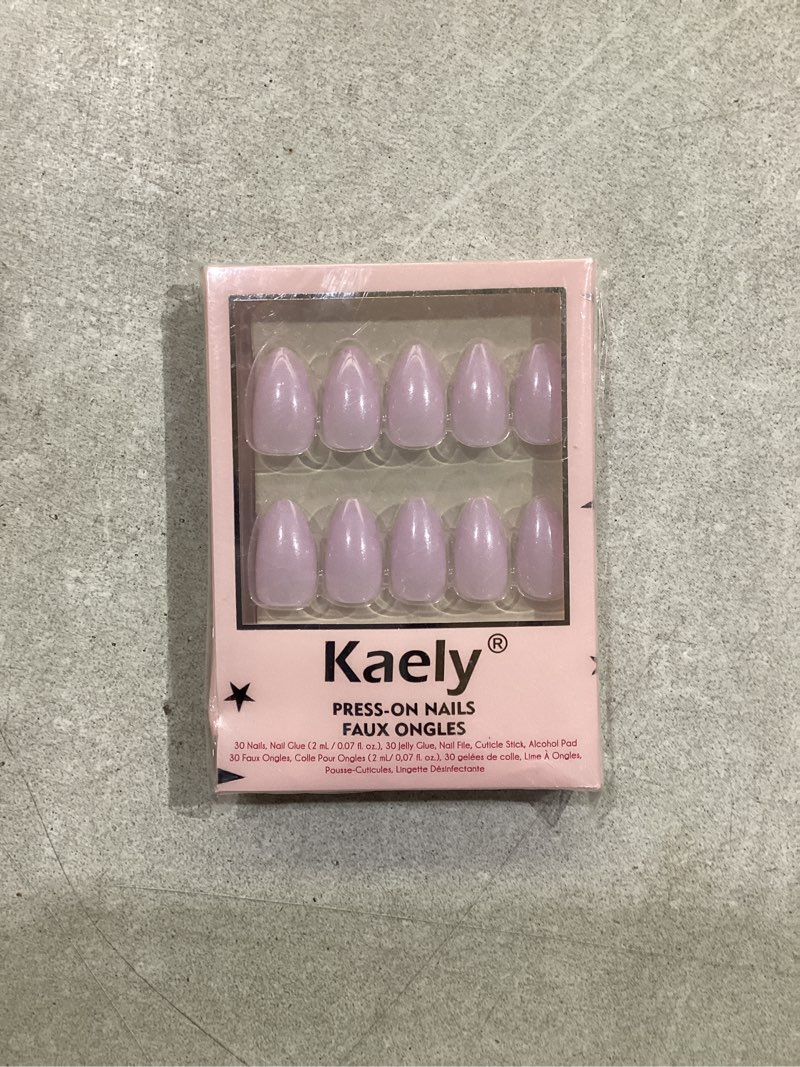 Kaely®
PRESS-ON NAILS
FAUX ONGLES
30 Nails, Nail Glue (2 mL / 0.07 fl. oz.), 30 Jelly Glue, Nail File, Cuticle Stick, Alcohol Pad
30 Faux Ongles, Colle Pour Ongles (2 mL/ 0,07 fl. oz.), 30 gelées de colle, Lime À Ongles,
Pousse-Cuticules, Lingette Désinfectante